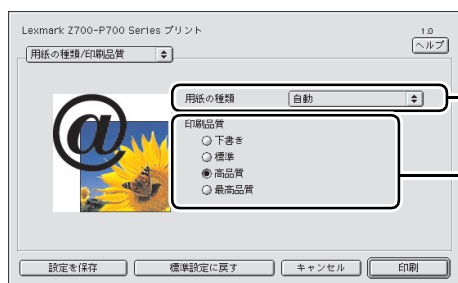 Lexmark Z700-P700 Series プリント
1.0
用紙の種類/印刷品質
ヘルプ
用紙の種類 自動
印刷品質
下書き
標準
高品質
最高品質
@
設定を保存 標準設定に戻す キャンセル 印刷